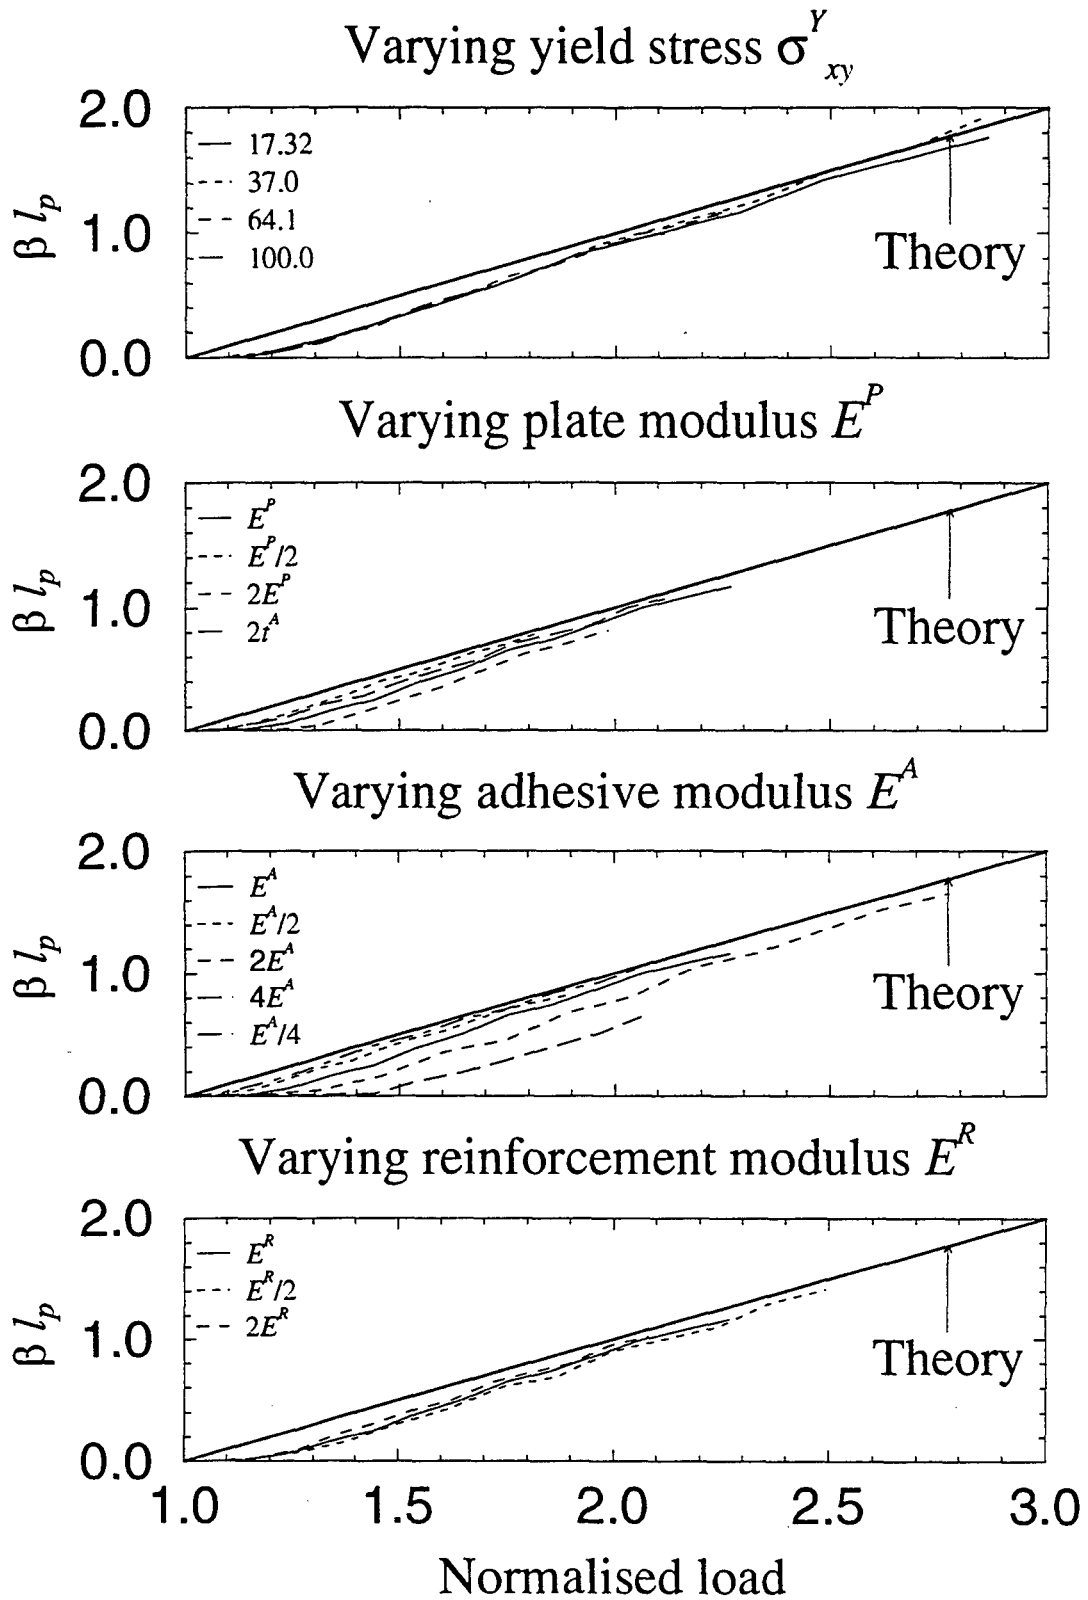 Varying yield stress σ^Y_xy
2.0
17.32
37.0
64.1
100.0
β l_p
1.0
Theory
0.0
Varying plate modulus E^P
2.0
E^P
E^P/2
2E^P
2t^A
β l_p
1.0
Theory
0.0
Varying adhesive modulus E^A
2.0
E^A
E^A/2
2E^A
4E^A
E^A/4
β l_p
1.0
Theory
0.0
Varying reinforcement modulus E^R
2.0
E^R
E^R/2
2E^R
β l_p
1.0
Theory
0.0
1.0 1.5 2.0 2.5 3.0
Normalised load